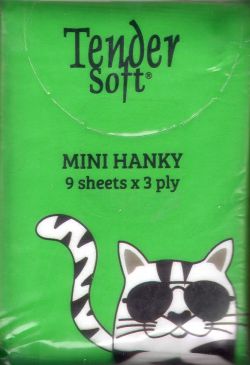 Tender
Soft®
MINI HANKY
9 sheets x 3 ply